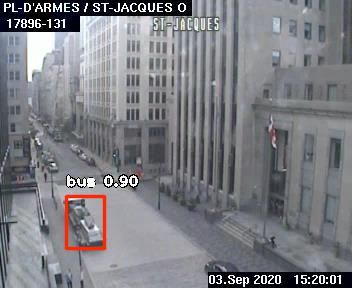 PL-D'ARMES / ST-JACQUES O
17896-131
ST-JACQUES
bus 0.90
03.Sep 2020 15:20:01